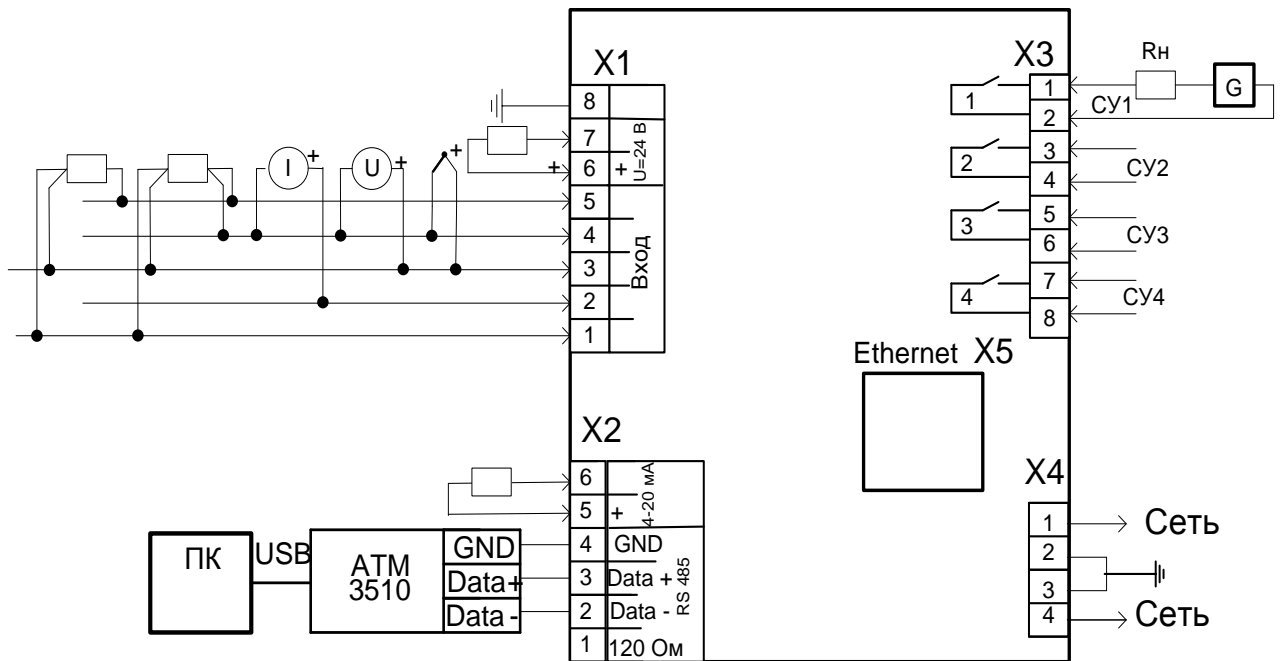 X1
8
7
6
5
4
3
2
1
+
U=24 В
Вход
+
I
+
U
+
+
X2
6
5
4
3
2
1
+
4-20 мА
GND
Data +
Data -
120 Ом
RS 485
ПК
USB
АТМ
3510
GND
Data+
Data -
X3
1
2
3
4
5
6
7
8
1
2
3
4
Rн
G
СУ1
СУ2
СУ3
СУ4
Ethernet X5
X4
1
2
3
4
Сеть
Сеть